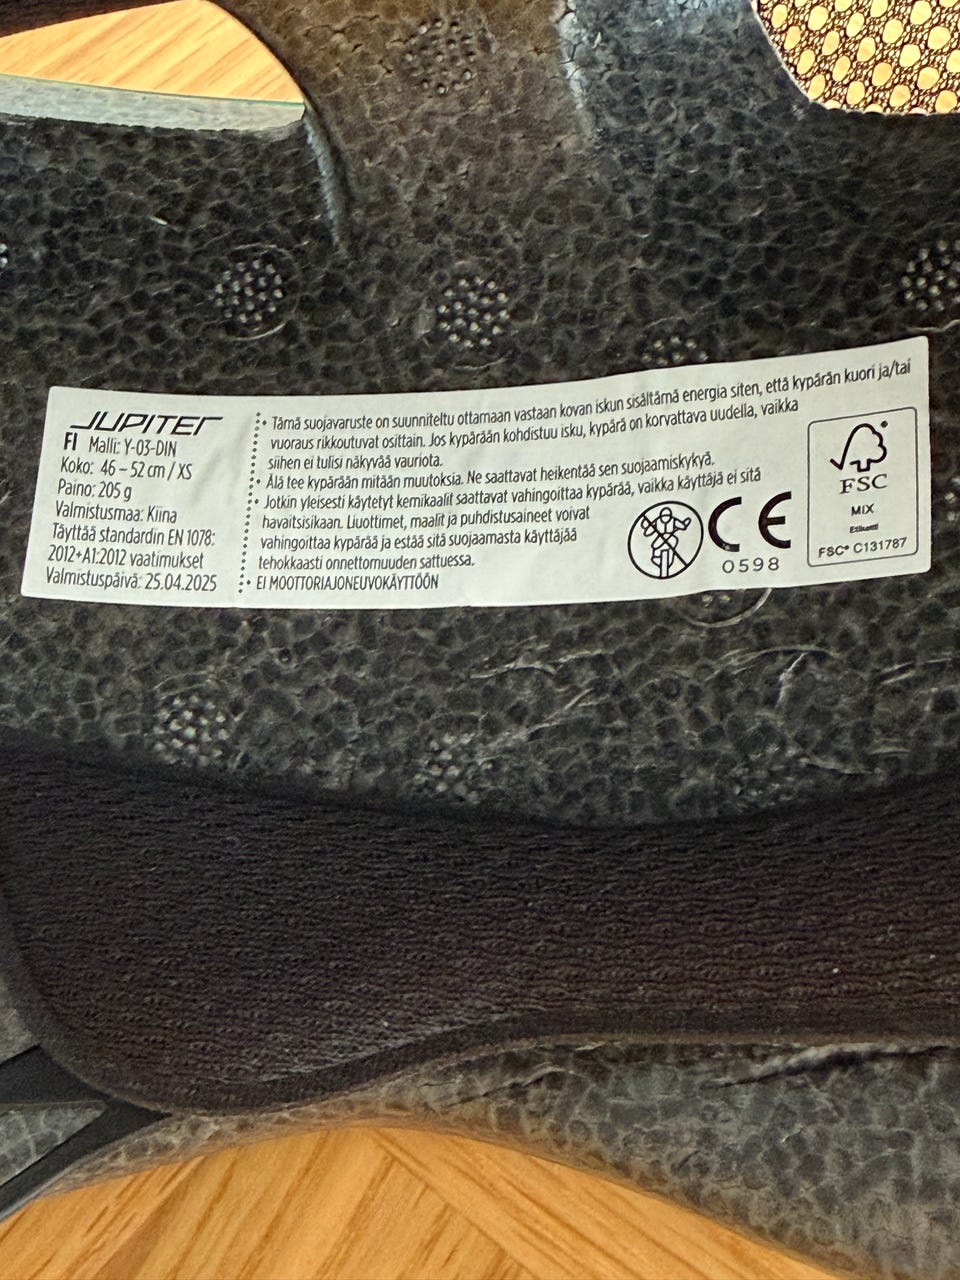 JUPITER
FI Malli: Y-03-DIN
Koko: 46 – 52 cm / XS
Paino: 205 g
Valmistusmaa: Kiina
Täyttää standardin EN 1078:
2012+A1:2012 vaatimukset
Valmistuspäivä: 25.04.2025
• Tämä suojavaruste on suunniteltu ottamaan vastaan kovan iskun sisältämä energia siten, että kypärän kuori ja/tai
vuoraus rikkoutuvat osittain. Jos kypärään kohdistuu isku, kypärä on korvattava uudella, vaikka
siihen ei tulisi näkyvää vauriota.
• Älä tee kypärään mitään muutoksia. Ne saattavat heikentää sen suojaamiskykyä.
• Jotkin yleisesti käytetyt kemikaalit saattavat vahingoittaa kypärää, vaikka käyttäjä ei sitä
havaitsisikaan. Liuottimet, maalit ja puhdistusaineet voivat
vahingoittaa kypärää ja estää sitä suojaamasta käyttäjää
tehokkaasti onnettomuuden sattuessa.
• EI MOOTTORIAJONEUVOKÄYTTÖÖN
CE
0598
FSC
MIX
Etiketti
FSC® C131787